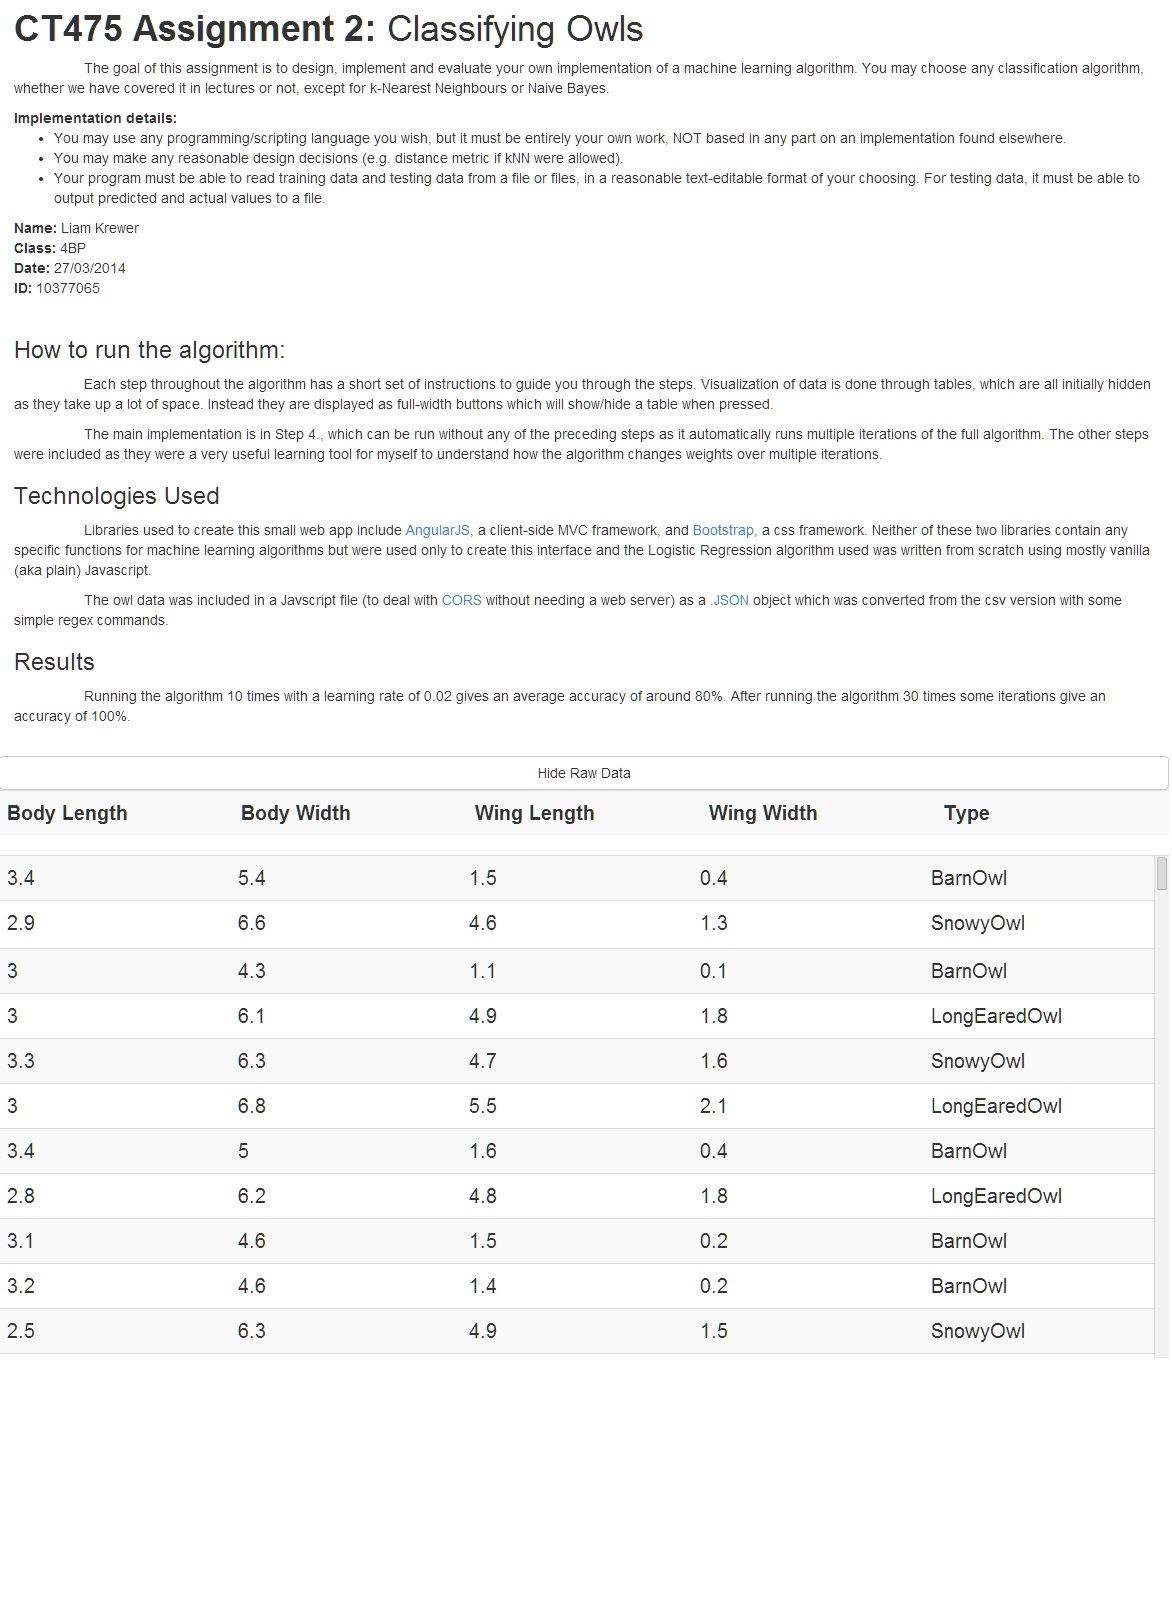 CT475 Assignment 2: Classifying Owls
The goal of this assignment is to design, implement and evaluate your own implementation of a machine learning algorithm. You may choose any classification algorithm,
whether we have covered it in lectures or not, except for k-Nearest Neighbours or Naive Bayes.
Implementation details:
• You may use any programming/scripting language you wish, but it must be entirely your own work, NOT based in any part on an implementation found elsewhere.
• You may make any reasonable design decisions (e.g. distance metric if kNN were allowed).
• Your program must be able to read training data and testing data from a file or files, in a reasonable text-editable format of your choosing. For testing data, it must be able to
output predicted and actual values to a file.
Name: Liam Krewer
Class: 4BP
Date: 27/03/2014
ID: 10377065
How to run the algorithm:
Each step throughout the algorithm has a short set of instructions to guide you through the steps. Visualization of data is done through tables, which are all initially hidden
as they take up a lot of space. Instead they are displayed as full-width buttons which will show/hide a table when pressed.
The main implementation is in Step 4., which can be run without any of the preceding steps as it automatically runs multiple iterations of the full algorithm. The other steps
were included as they were a very useful learning tool for myself to understand how the algorithm changes weights over multiple iterations.
Technologies Used
Libraries used to create this small web app include AngularJS, a client-side MVC framework, and Bootstrap, a css framework. Neither of these two libraries contain any
specific functions for machine learning algorithms but were used only to create this interface and the Logistic Regression algorithm used was written from scratch using mostly vanilla
(aka plain) Javascript.
The owl data was included in a Javscript file (to deal with CORS without needing a web server) as a .JSON object which was converted from the csv version with some
simple regex commands.
Results
Running the algorithm 10 times with a learning rate of 0.02 gives an average accuracy of around 80%. After running the algorithm 30 times some iterations give an
accuracy of 100%.
Hide Raw Data
Body Length Body Width Wing Length Wing Width Type
3.4 5.4 1.5 0.4 BarnOwl
2.9 6.6 4.6 1.3 SnowyOwl
3 4.3 1.1 0.1 BarnOwl
3 6.1 4.9 1.8 LongEaredOwl
3.3 6.3 4.7 1.6 SnowyOwl
3 6.8 5.5 2.1 LongEaredOwl
3.4 5 1.6 0.4 BarnOwl
2.8 6.2 4.8 1.8 LongEaredOwl
3.1 4.6 1.5 0.2 BarnOwl
3.2 4.6 1.4 0.2 BarnOwl
2.5 6.3 4.9 1.5 SnowyOwl